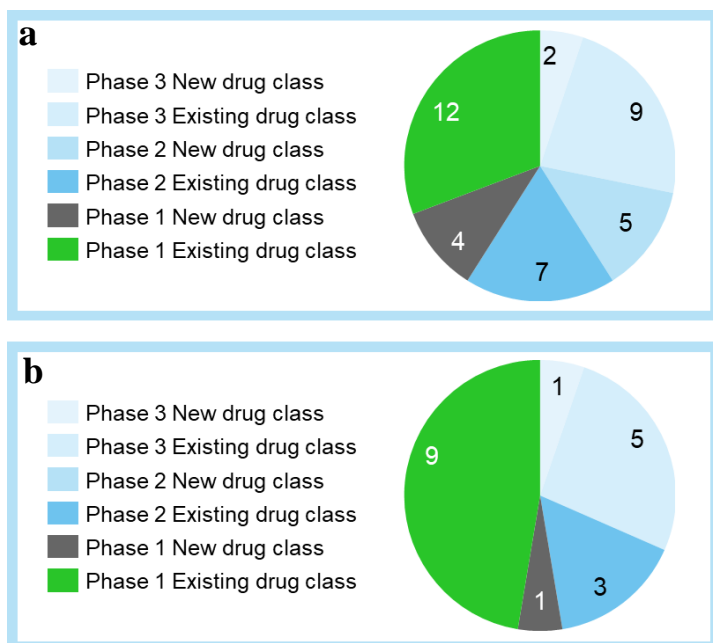 a
Phase 3 New drug class
Phase 3 Existing drug class
Phase 2 New drug class
Phase 2 Existing drug class
Phase 1 New drug class
Phase 1 Existing drug class
2
9
5
7
4
12
b
Phase 3 New drug class
Phase 3 Existing drug class
Phase 2 New drug class
Phase 2 Existing drug class
Phase 1 New drug class
Phase 1 Existing drug class
1
5
3
1
9